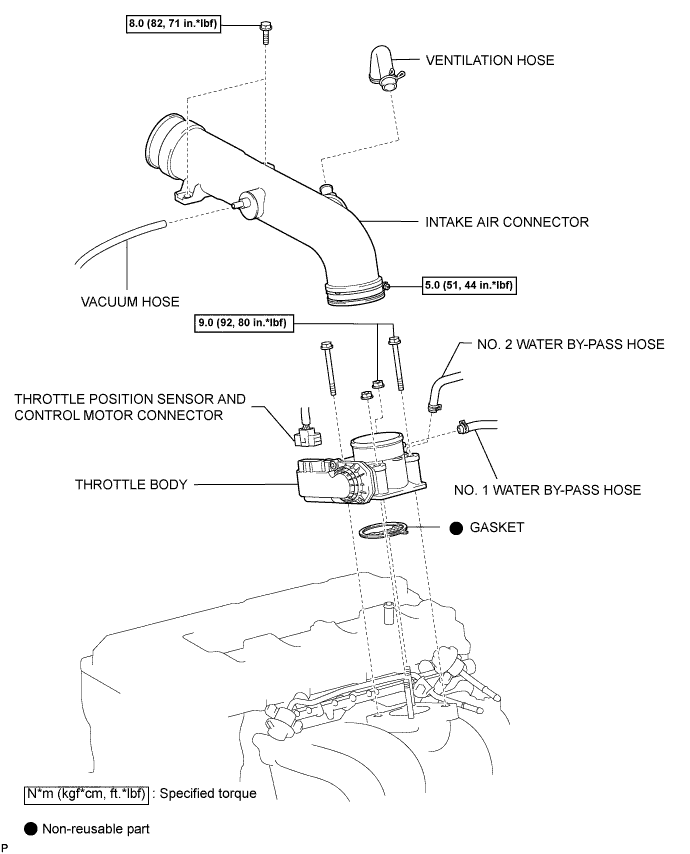 8.0 (82, 71 in.*lbf)
VENTILATION HOSE
INTAKE AIR CONNECTOR
5.0 (51, 44 in.*lbf)
VACUUM HOSE
9.0 (92, 80 in.*lbf)
NO. 2 WATER BY-PASS HOSE
THROTTLE POSITION SENSOR AND
CONTROL MOTOR CONNECTOR
THROTTLE BODY
NO. 1 WATER BY-PASS HOSE
GASKET
N*m (kgf*cm, ft.*lbf) : Specified torque
Non-reusable part
P